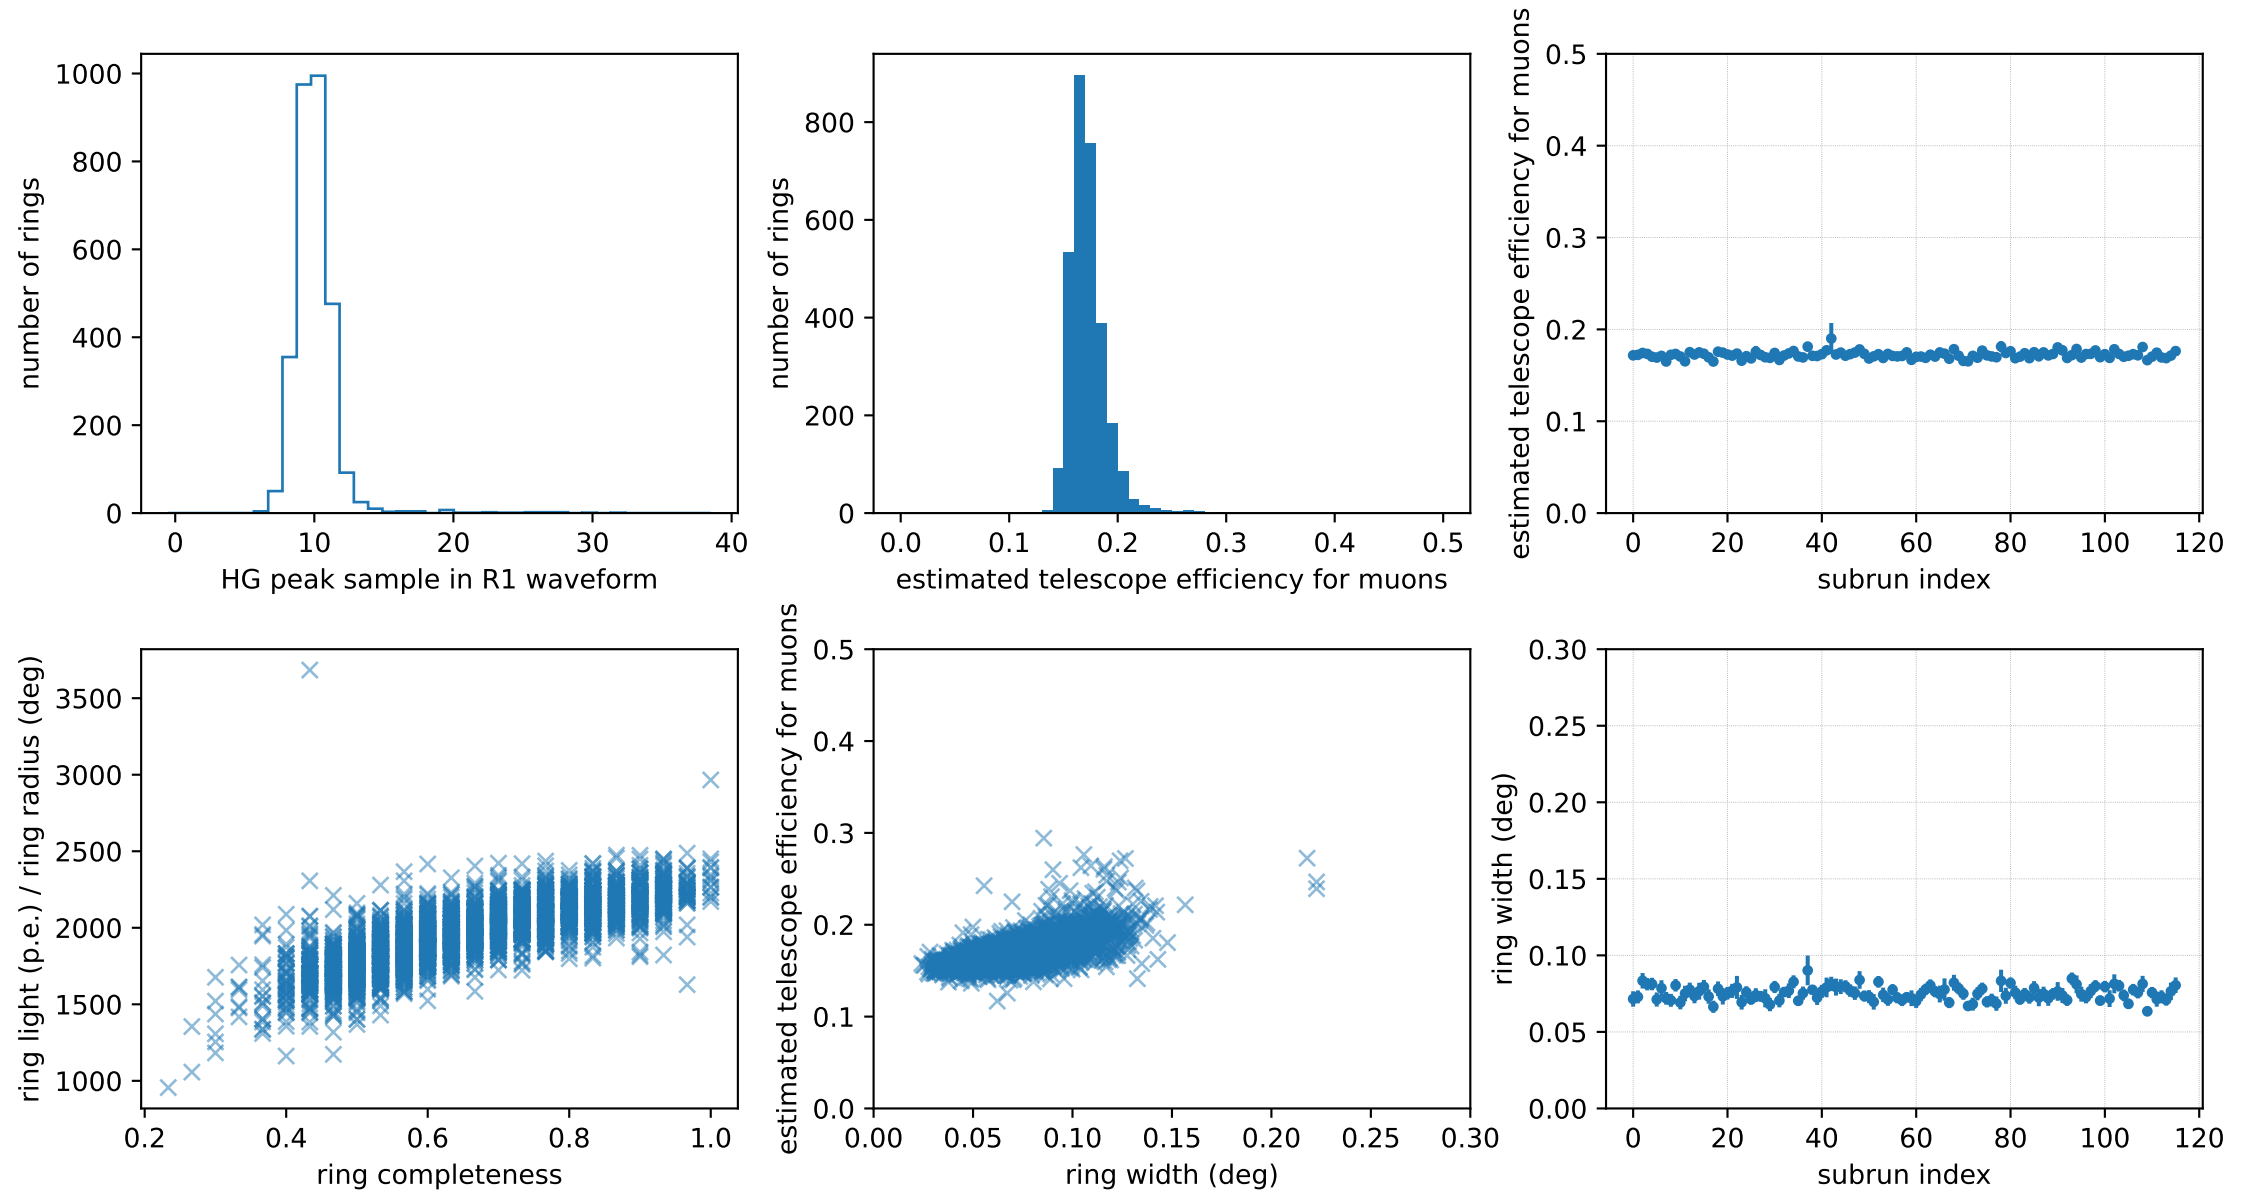 number of rings
1000
800
600
400
200
0
0 10 20 30 40
HG peak sample in R1 waveform
number of rings
800
600
400
200
0
0.0 0.1 0.2 0.3 0.4 0.5
estimated telescope efficiency for muons
estimated telescope efficiency for muons
0.5
0.4
0.3
0.2
0.1
0.0
0 20 40 60 80 100 120
subrun index
ring light (p.e.) / ring radius (deg)
3500
3000
2500
2000
1500
1000
0.2 0.4 0.6 0.8 1.0
ring completeness
estimated telescope efficiency for muons
0.5
0.4
0.3
0.2
0.1
0.0
0.00 0.05 0.10 0.15 0.20 0.25 0.30
ring width (deg)
ring width (deg)
0.30
0.25
0.20
0.15
0.10
0.05
0.00
0 20 40 60 80 100 120
subrun index